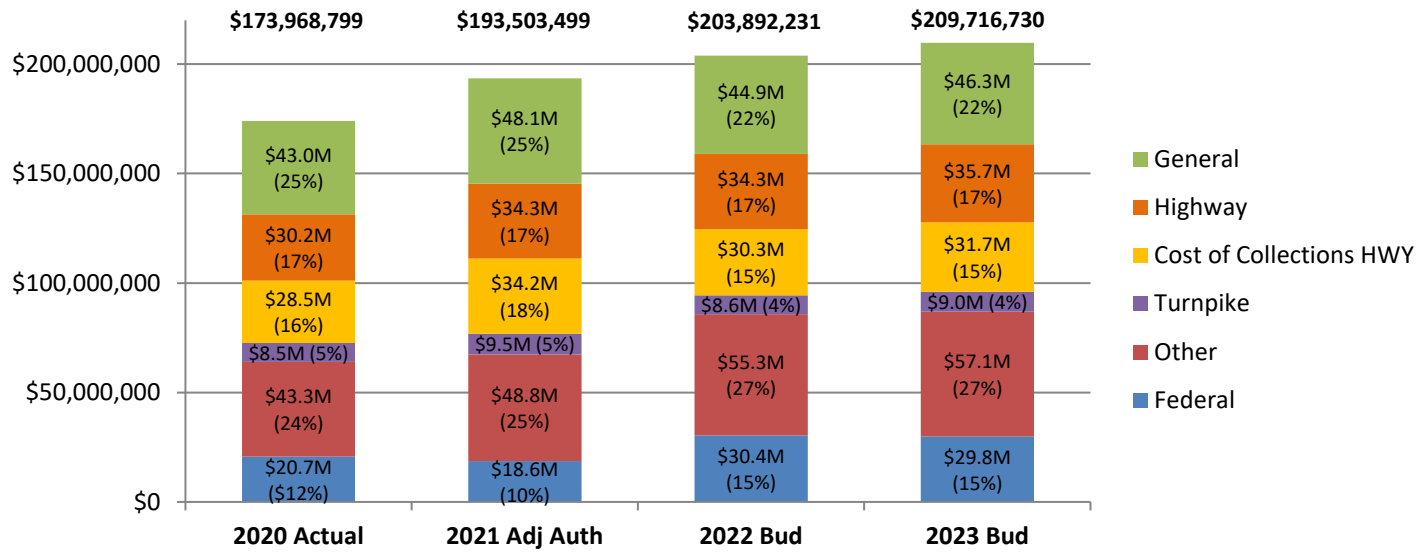 $173,968,799 $193,503,499 $203,892,231 $209,716,730
$200,000,000
$150,000,000
$100,000,000
$50,000,000
$0
$43.0M
(25%)
$30.2M
(17%)
$28.5M
(16%)
$8.5M (5%)
$43.3M
(24%)
$20.7M
($12%)
$48.1M
(25%)
$34.3M
(17%)
$34.2M
(18%)
$9.5M (5%)
$48.8M
(25%)
$18.6M
(10%)
$44.9M
(22%)
$34.3M
(17%)
$30.3M
(15%)
$8.6M (4%)
$55.3M
(27%)
$30.4M
(15%)
$46.3M
(22%)
$35.7M
(17%)
$31.7M
(15%)
$9.0M (4%)
$57.1M
(27%)
$29.8M
(15%)
2020 Actual 2021 Adj Auth 2022 Bud 2023 Bud
General
Highway
Cost of Collections HWY
Turnpike
Other
Federal